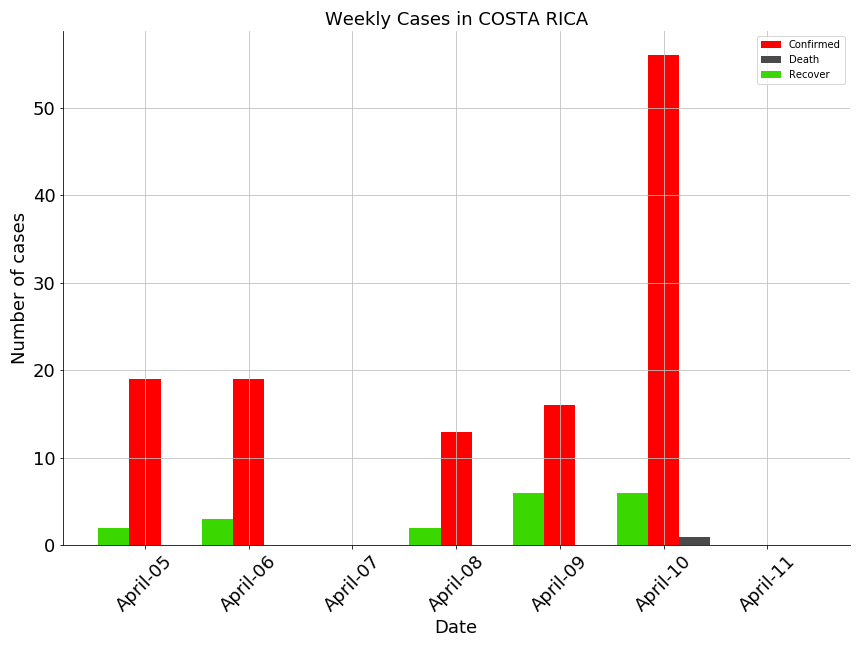 Weekly Cases in COSTA RICA
Confirmed
Death
Recover
Number of cases
50
40
30
20
10
0
April-05
April-06
April-07
April-08
April-09
April-10
April-11
Date